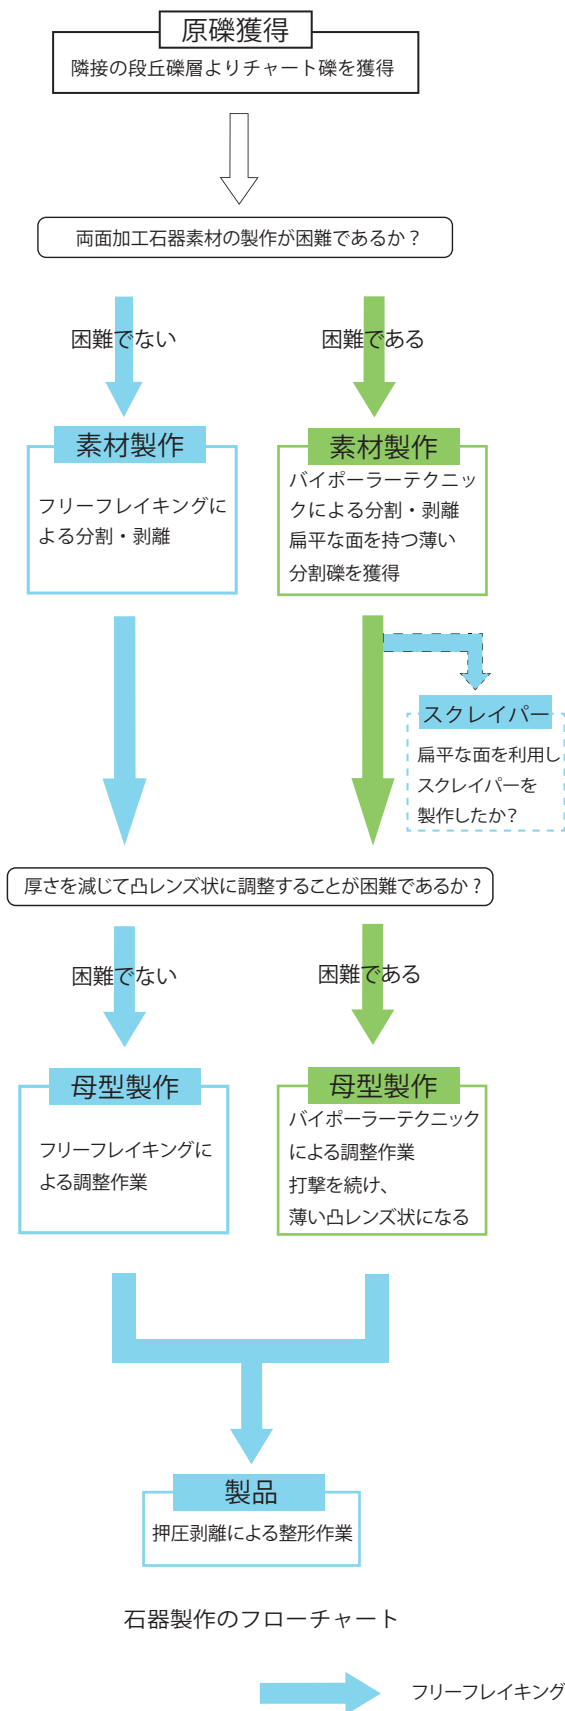 原礫獲得
隣接の段丘礫層よりチャート礫を獲得
両面加工石器素材の製作が困難であるか？
困難でない
困難である
素材製作
フリーフレイキングに
よる分割・剥離
素材製作
バイポーラーテクニッ
クによる分割・剥離
扁平な面を持つ薄い
分割礫を獲得
スクレイパー
扁平な面を利用し
スクレイパーを
製作したか?
厚さを減じて凸レンズ状に調整することが困難であるか？
困難でない
困難である
母型製作
フリーフレイキングに
よる調整作業
母型製作
バイポーラーテクニック
による調整作業
打撃を続け、
薄い凸レンズ状になる
製品
押圧剥離による整形作業
石器製作のフローチャート
フリーフレイキング